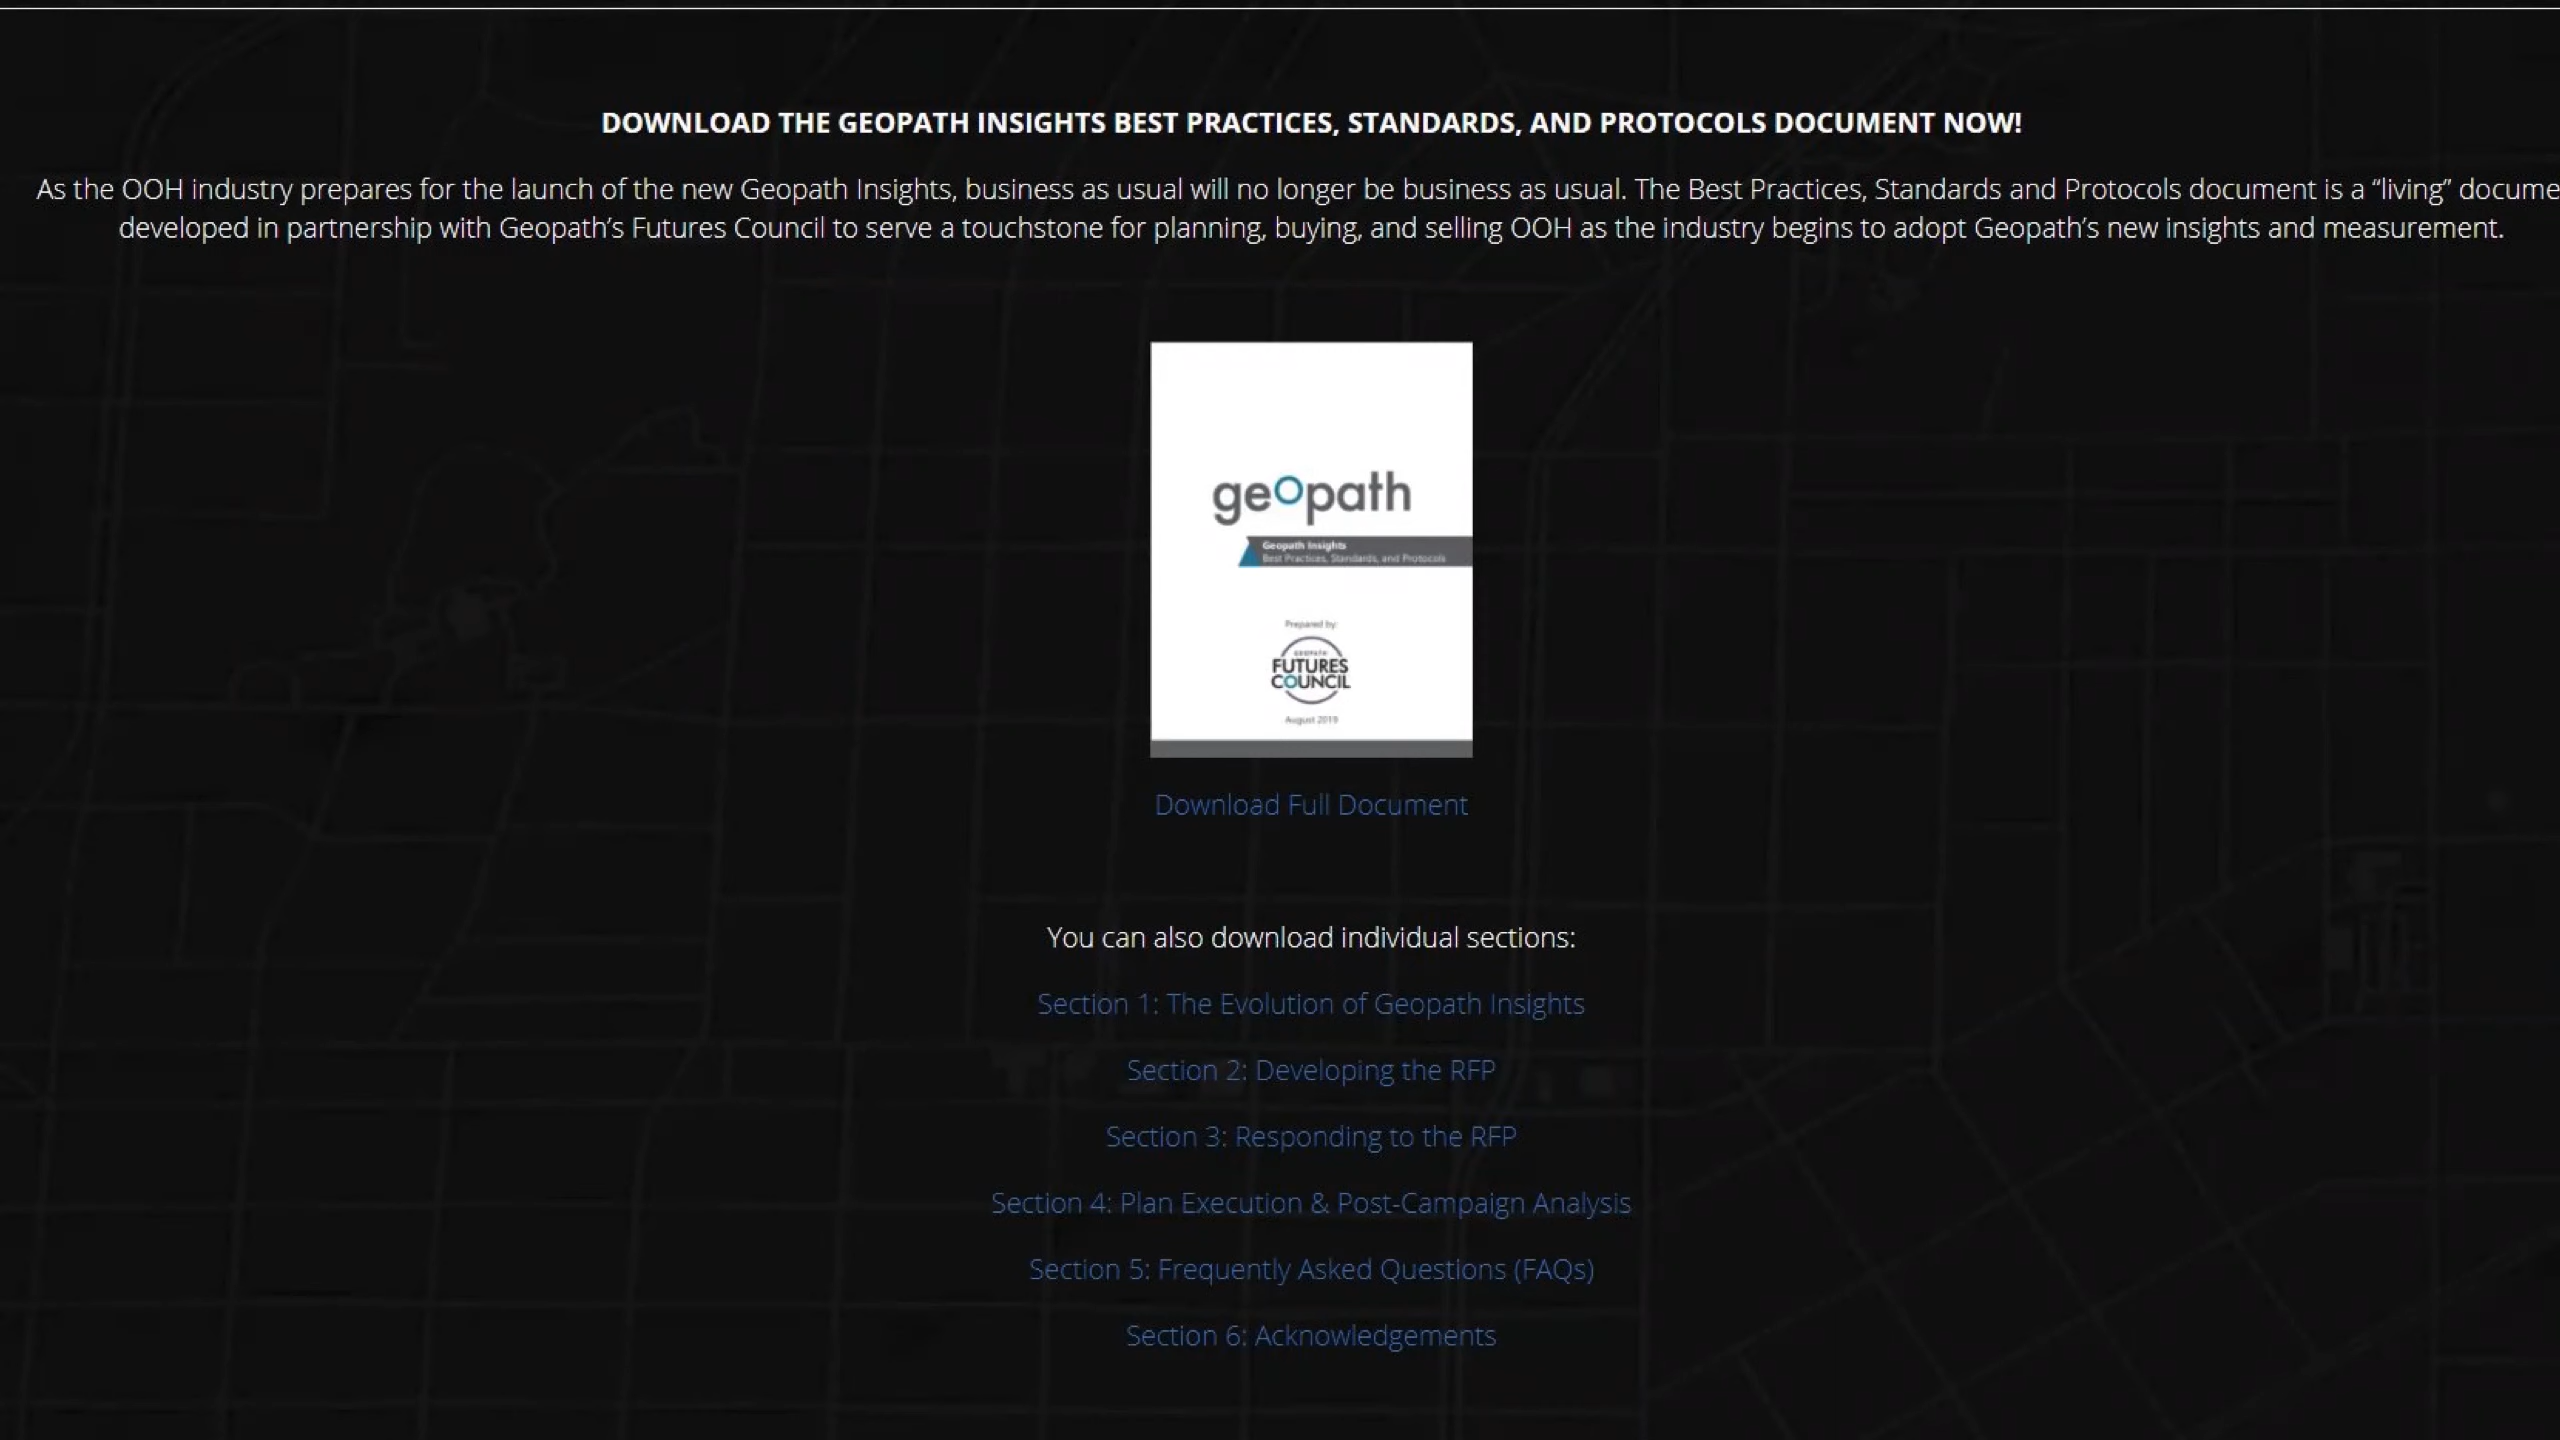 DOWNLOAD THE GEOPATH INSIGHTS BEST PRACTICES, STANDARDS, AND PROTOCOLS DOCUMENT NOW!
As the OOH industry prepares for the launch of the new Geopath Insights, business as usual will no longer be business as usual. The Best Practices, Standards and Protocols document is a “living” docume
developed in partnership with Geopath’s Futures Council to serve a touchstone for planning, buying, and selling OOH as the industry begins to adopt Geopath’s new insights and measurement.
geopath
Geopath Insights
Best Practices, Standards, and Protocols
Prepared by:
GEOPATH
FUTURES
COUNCIL
August 2019
Download Full Document
You can also download individual sections:
Section 1: The Evolution of Geopath Insights
Section 2: Developing the RFP
Section 3: Responding to the RFP
Section 4: Plan Execution & Post-Campaign Analysis
Section 5: Frequently Asked Questions (FAQs)
Section 6: Acknowledgements